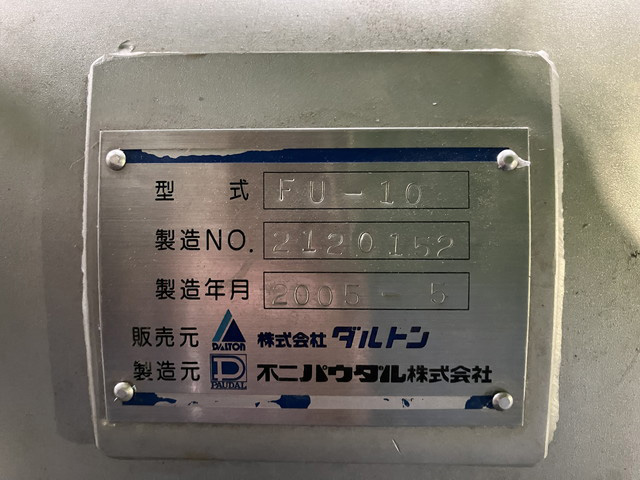 型式 FU-10
製造NO. 2120152
製造年月 2005-5
販売元 DALTON 株式会社 ダルトン
製造元 PAUDAL 不二パウダル株式会社